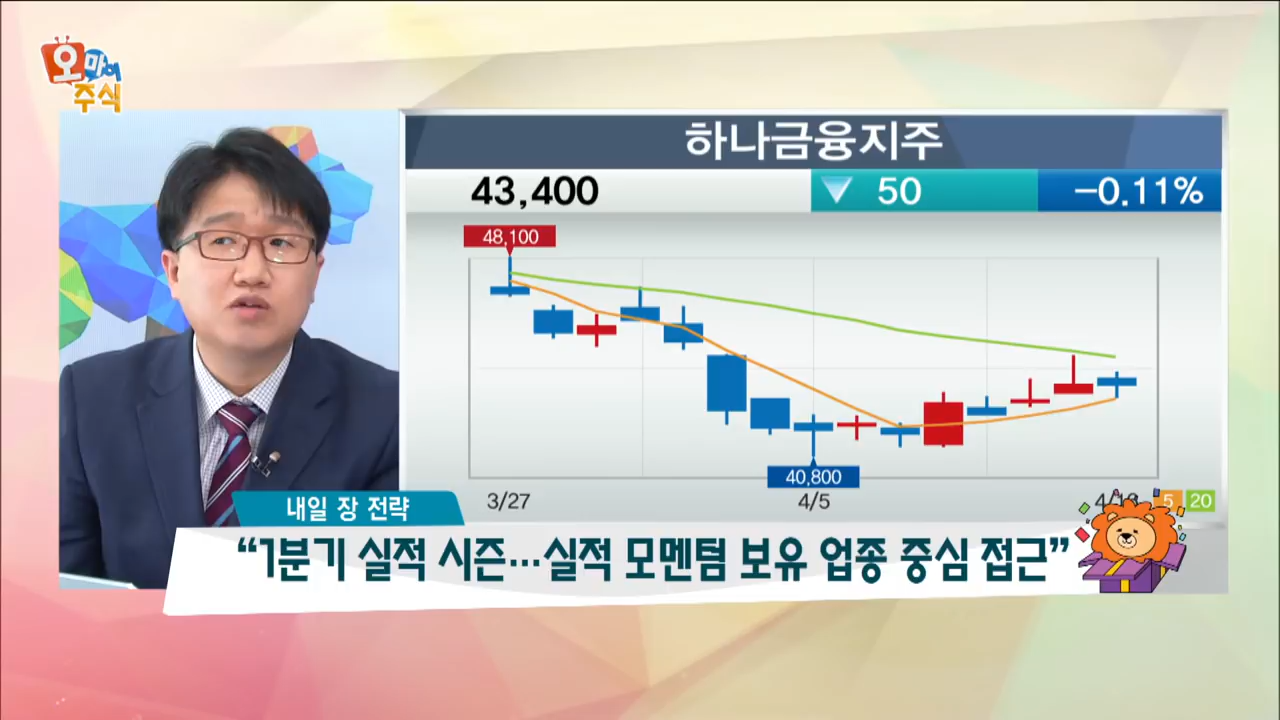 오마이
주식
하나금융지주
43,400 ▼ 50 -0.11%
48,100
40,800
3/27 4/5
5 20
내일 장 전략
“1분기 실적 시즌…실적 모멘텀 보유 업종 중심 접근”